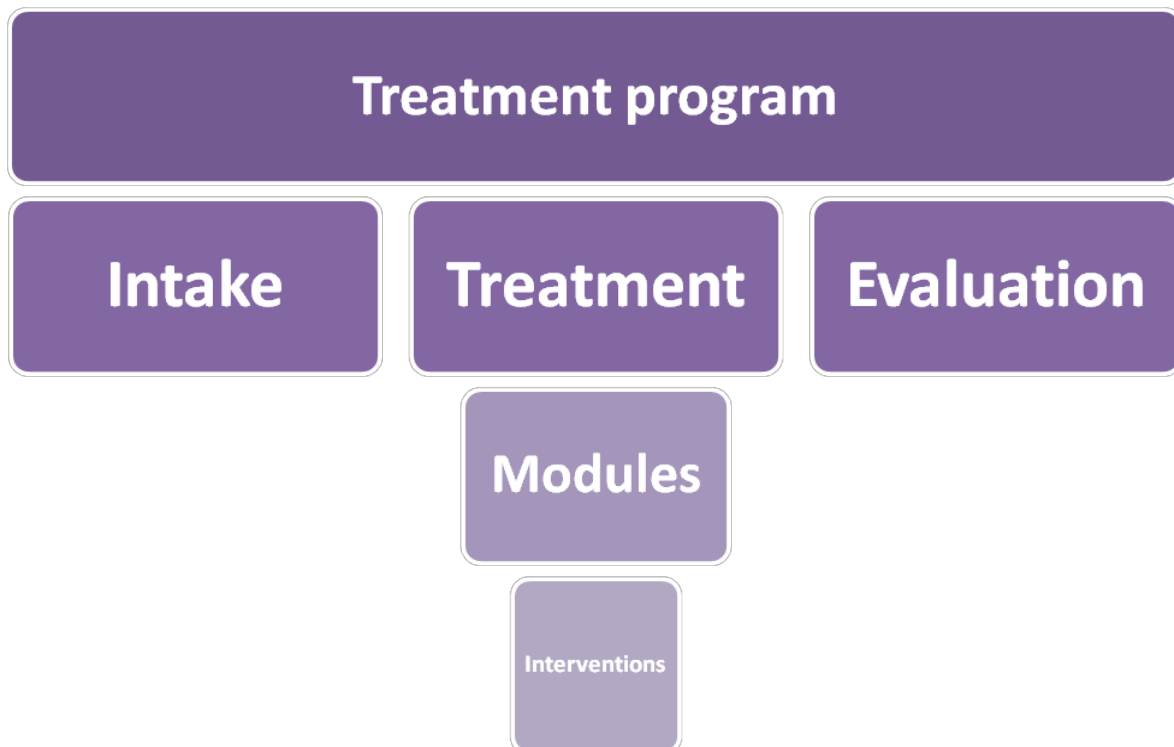 Treatment program
Intake
Treatment
Evaluation
Modules
Interventions